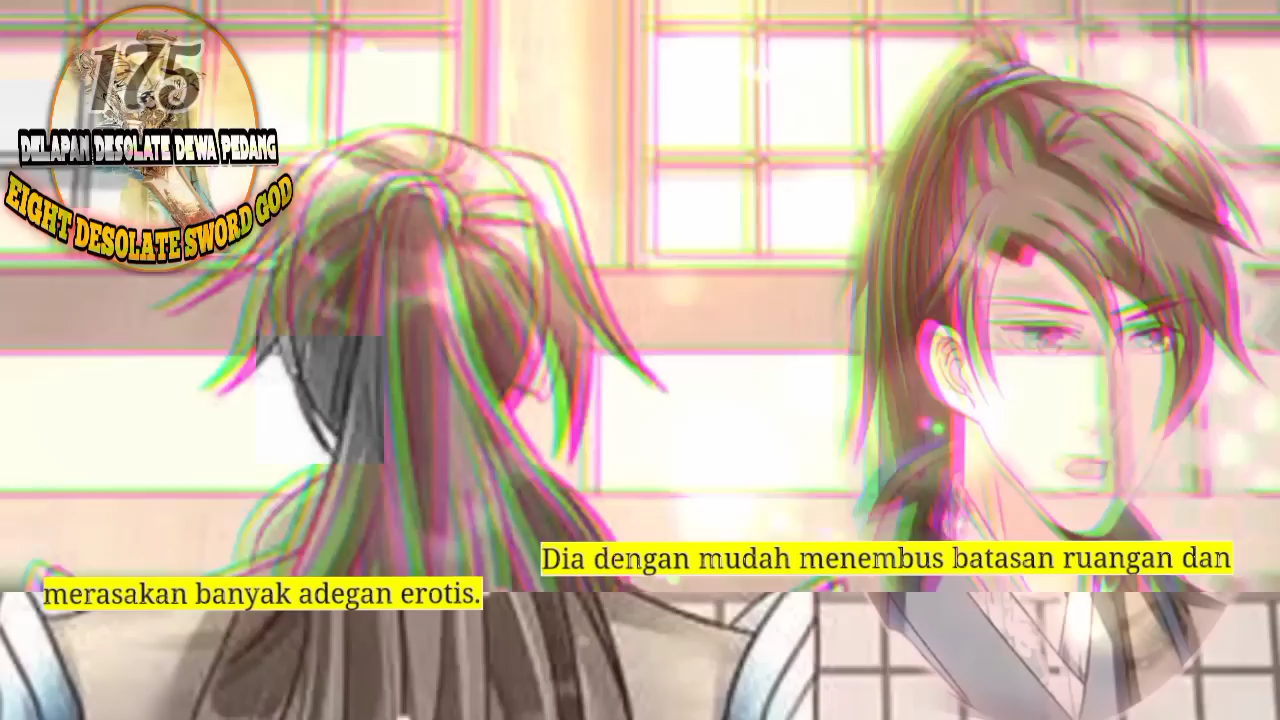 175
DELAPAN DESOLATE DEWA PEDANG
EIGHT DESOLATE SWORD GOD
Dia dengan mudah menembus batasan ruangan dan
merasakan banyak adegan erotis.